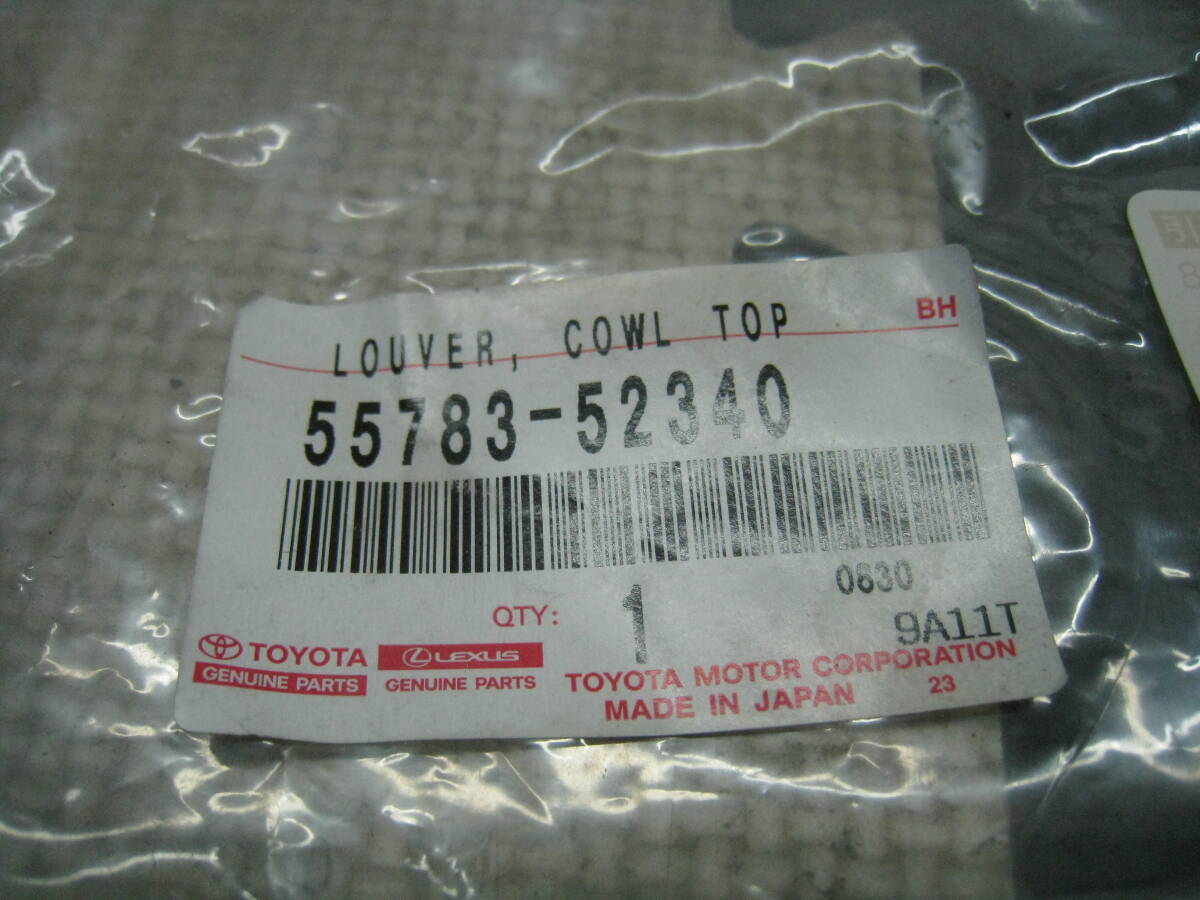 LOUVER, COWL TOP
BH
55783-52340
0630
QTY: 1
9A11T
TOYOTA
GENUINE PARTS
LEXUS
GENUINE PARTS
TOYOTA MOTOR CORPORATION
MADE IN JAPAN 23